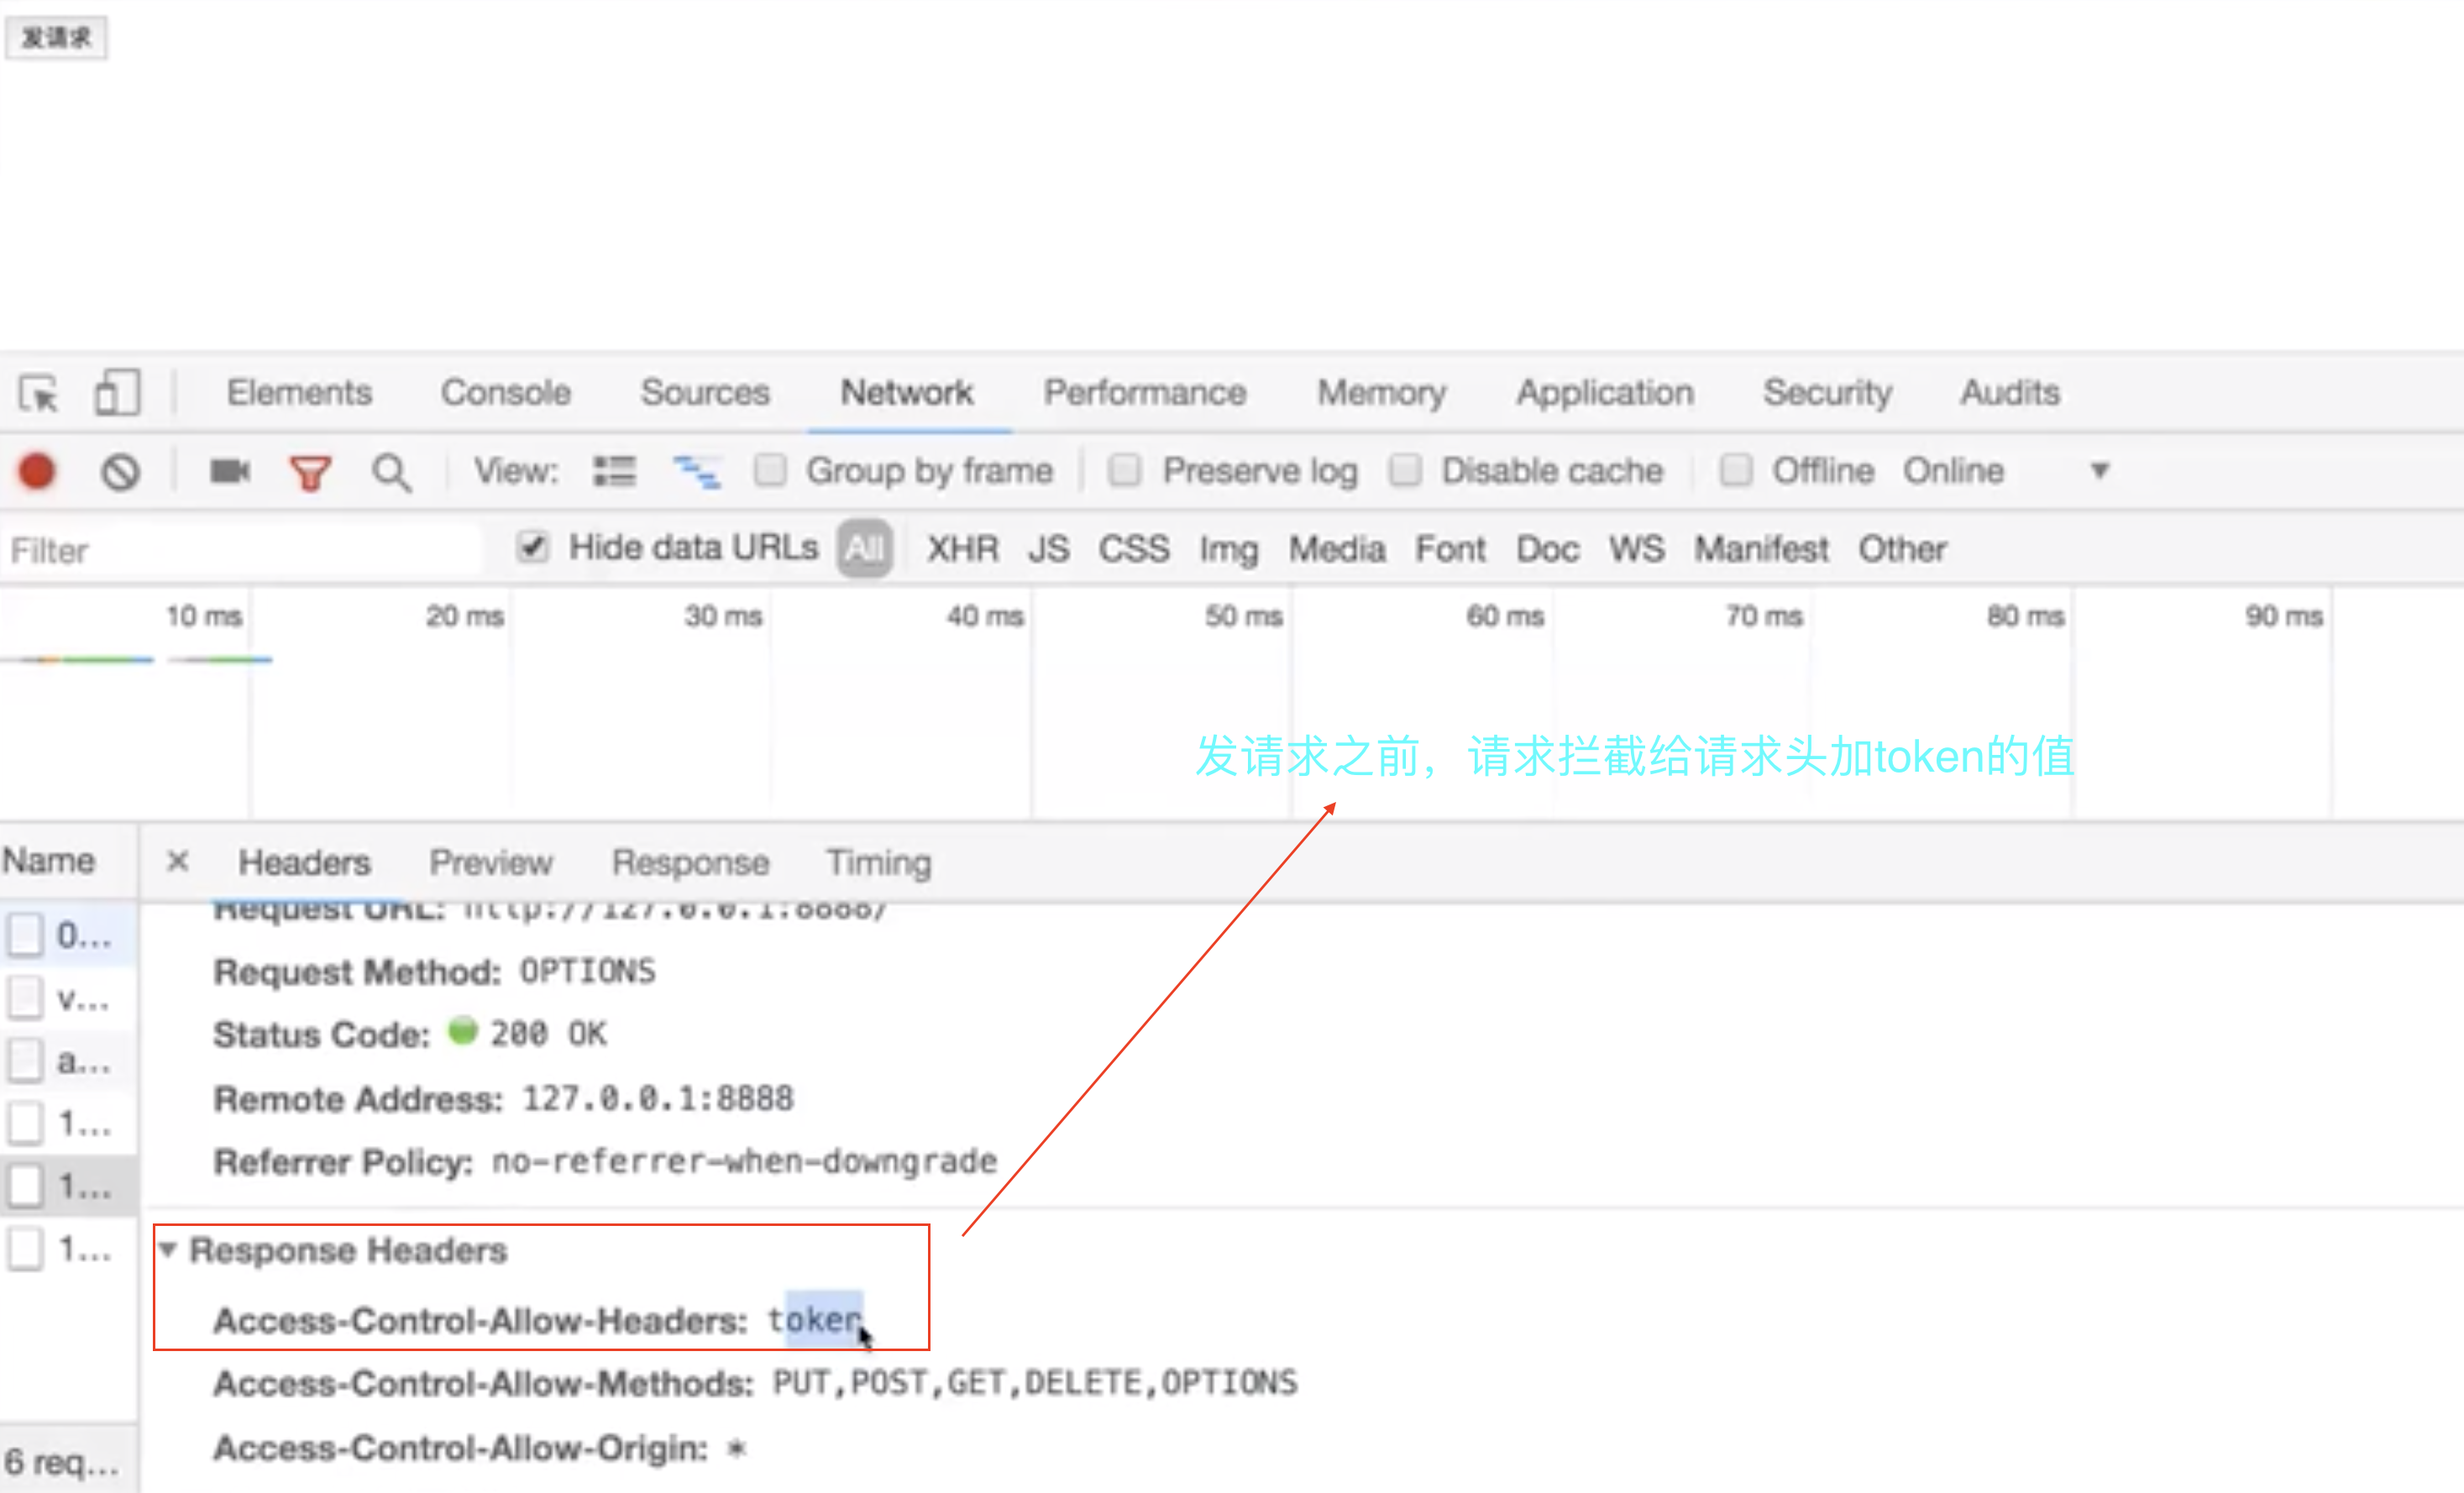 发请求
Elements Console Sources Network Performance Memory Application Security Audits
View: Group by frame Preserve log Disable cache Offline Online
Filter Hide data URLs All XHR JS CSS Img Media Font Doc WS Manifest Other
10 ms 20 ms 30 ms 40 ms 50 ms 60 ms 70 ms 80 ms 90 ms
发请求之前，请求拦截给请求头加token的值
Name × Headers Preview Response Timing
Request URL: http://127.0.0.1:8888/
0...
Request Method: OPTIONS
v...
Status Code: 200 OK
a...
Remote Address: 127.0.0.1:8888
1...
Referrer Policy: no-referrer-when-downgrade
1...
Response Headers
1...
Access-Control-Allow-Headers: token
Access-Control-Allow-Methods: PUT,POST,GET,DELETE,OPTIONS
Access-Control-Allow-Origin: *
6 req...